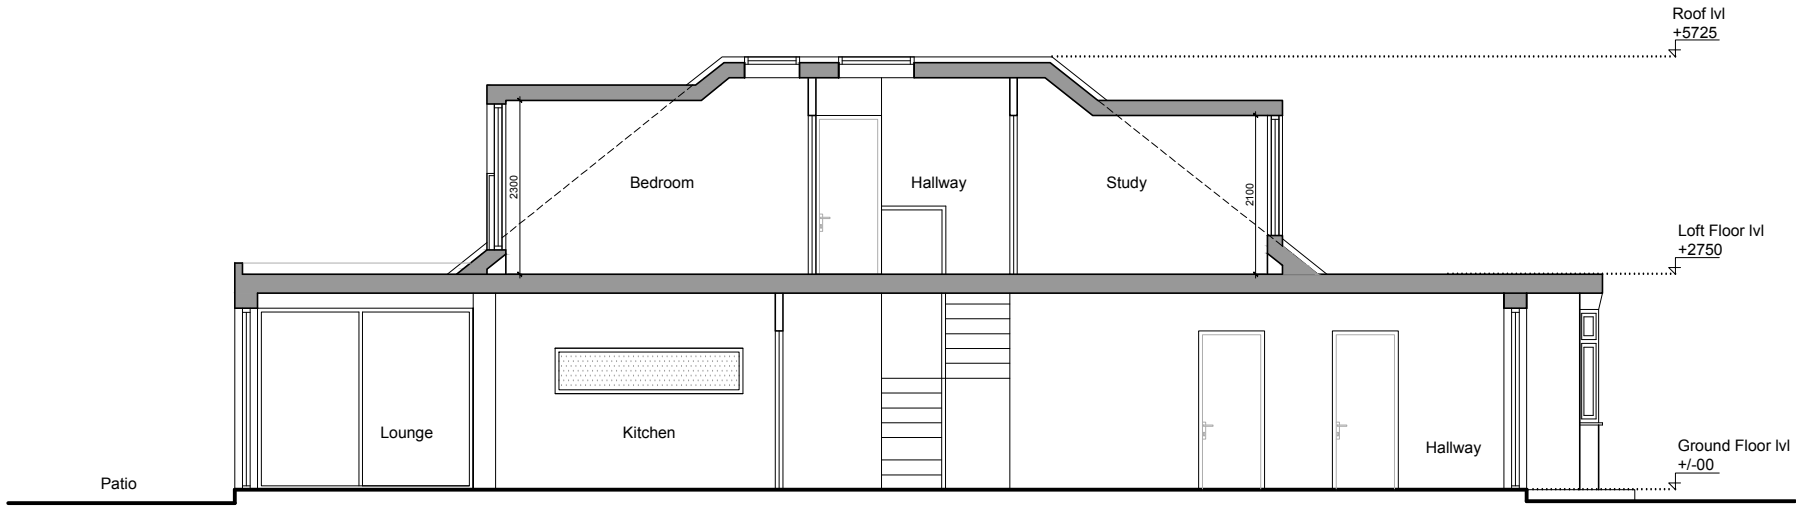 Roof lvl
+5725
2300
Bedroom
Hallway
Study
2100
Loft Floor lvl
+2750
Lounge
Kitchen
Hallway
Ground Floor lvl
+/-00
Patio